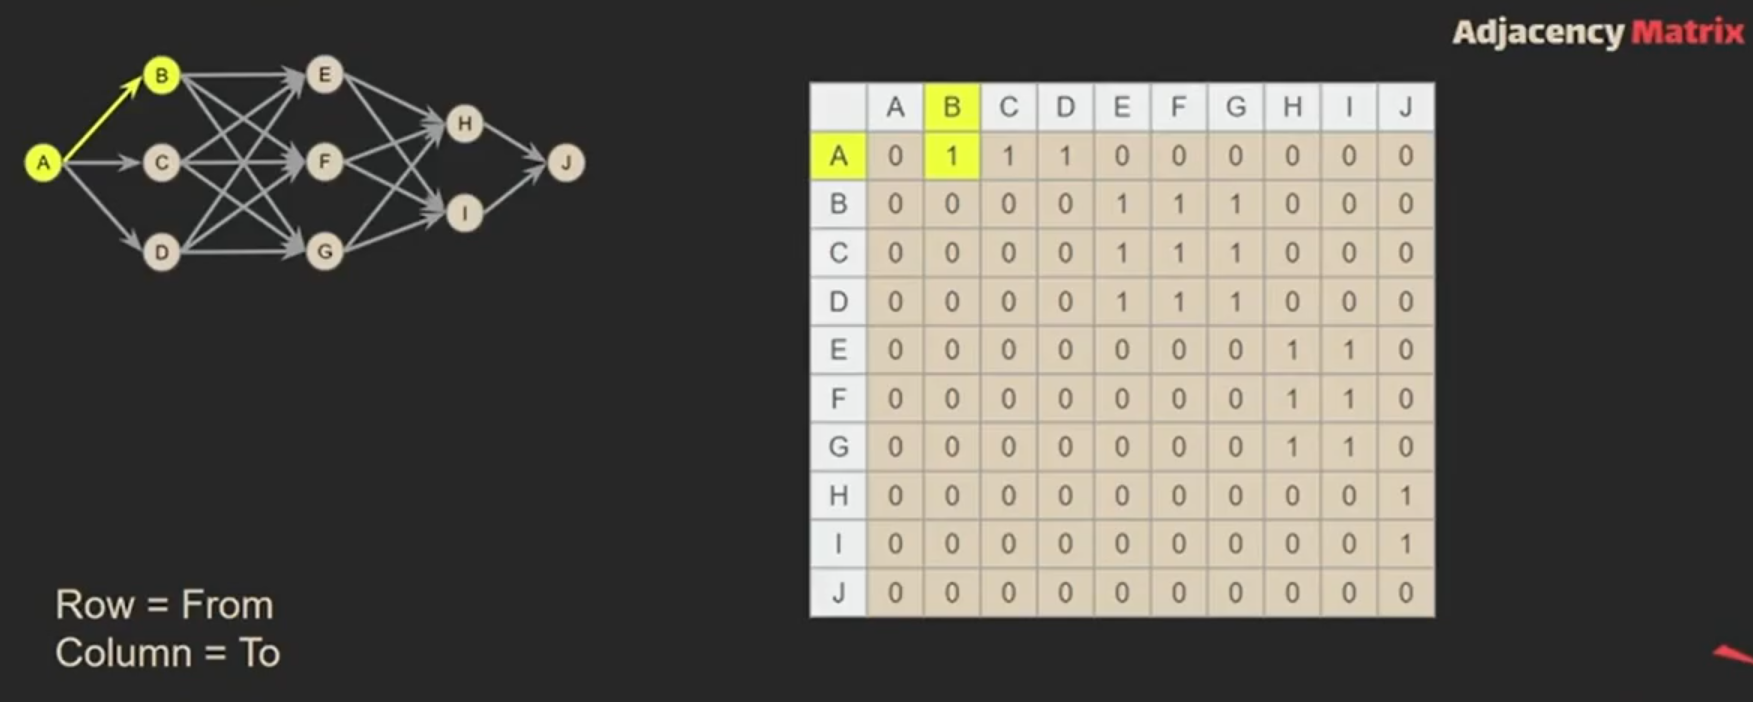 Adjacency Matrix
B E
H
A C F J
I
D G
A B C D E F G H I J
A 0 1 1 1 0 0 0 0 0 0
B 0 0 0 0 1 1 1 0 0 0
C 0 0 0 0 1 1 1 0 0 0
D 0 0 0 0 1 1 1 0 0 0
E 0 0 0 0 0 0 0 1 1 0
F 0 0 0 0 0 0 0 1 1 0
G 0 0 0 0 0 0 0 1 1 0
H 0 0 0 0 0 0 0 0 0 1
I 0 0 0 0 0 0 0 0 0 1
J 0 0 0 0 0 0 0 0 0 0
Row = From
Column = To